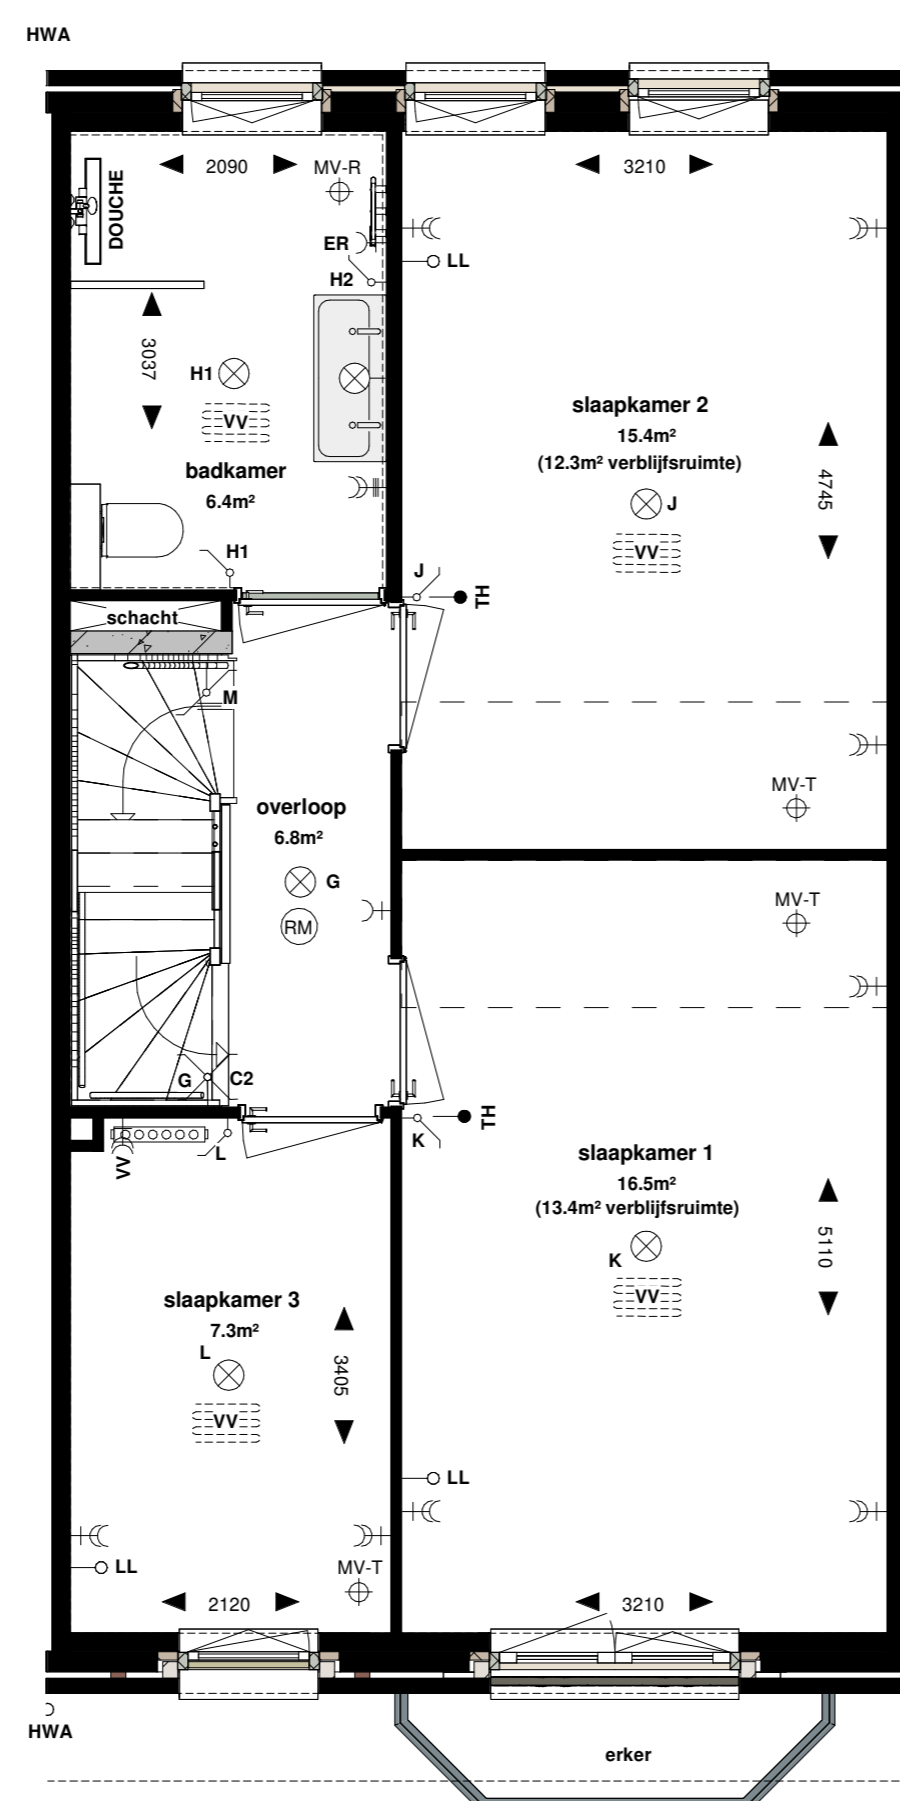 HWA
2090
MV-R
3210
DOUCHE
ER
LL
H2
3037
H1
VV
slaapkamer 2
15.4m²
(12.3m² verblijfsruimte)
4745
badkamer
6.4m²
J
VV
H1
J
TH
schacht
M
MV-T
overloop
6.8m²
G
RM
MV-T
G
C2
TH
K
L
VV
slaapkamer 1
16.5m²
(13.4m² verblijfsruimte)
5110
K
VV
slaapkamer 3
7.3m²
L
3405
VV
LL
LL
MV-T
2120
3210
HWA
erker